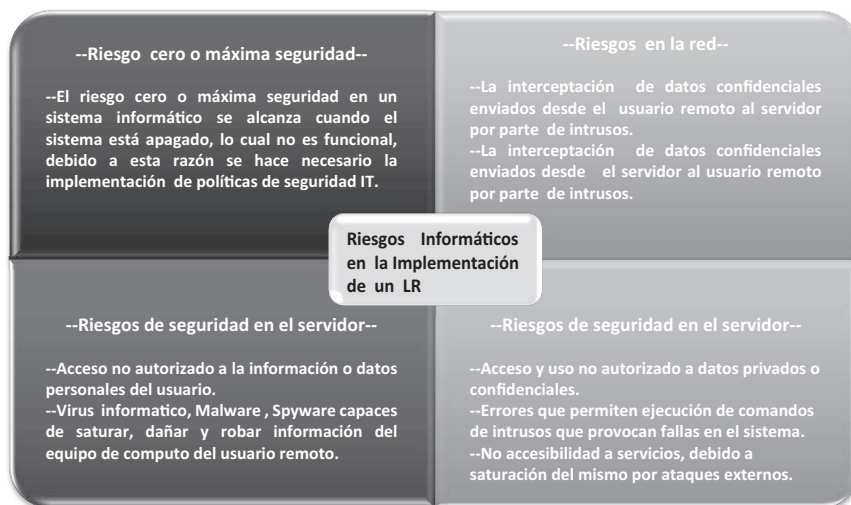 --Riesgo cero o máxima seguridad--
--El riesgo cero o máxima seguridad en un
sistema informático se alcanza cuando el
sistema está apagado, lo cual no es funcional,
debido a esta razón se hace necesario la
implementación de políticas de seguridad IT.
--Riesgos en la red--
--La interceptación de datos confidenciales
enviados desde el usuario remoto al servidor
por parte de intrusos.
--La interceptación de datos confidenciales
enviados desde el servidor al usuario remoto
por parte de intrusos.
Riesgos Informáticos
en la Implementación
de un LR
--Riesgos de seguridad en el servidor--
--Acceso no autorizado a la información o datos
personales del usuario.
--Virus informatico, Malware , Spyware capaces
de saturar, dañar y robar información del
equipo de computo del usuario remoto.
--Riesgos de seguridad en el servidor--
--Acceso y uso no autorizado a datos privados o
confidenciales.
--Errores que permiten ejecución de comandos
de intrusos que provocan fallas en el sistema.
--No accesibilidad a servicios, debido a
saturación del mismo por ataques externos.